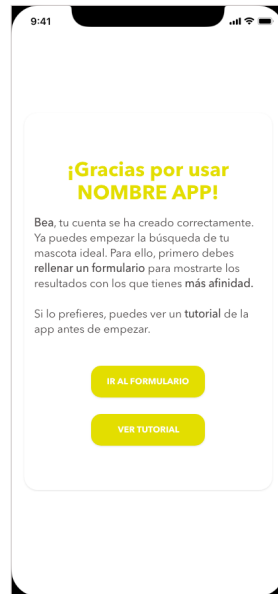 9:41
¡Gracias por usar
NOMBRE APP!
Bea, tu cuenta se ha creado correctamente.
Ya puedes empezar la búsqueda de tu
mascota ideal. Para ello, primero debes
rellenar un formulario para mostrarte los
resultados con los que tienes más afinidad.
Si lo prefieres, puedes ver un tutorial de la
app antes de empezar.
IR AL FORMULARIO
VER TUTORIAL